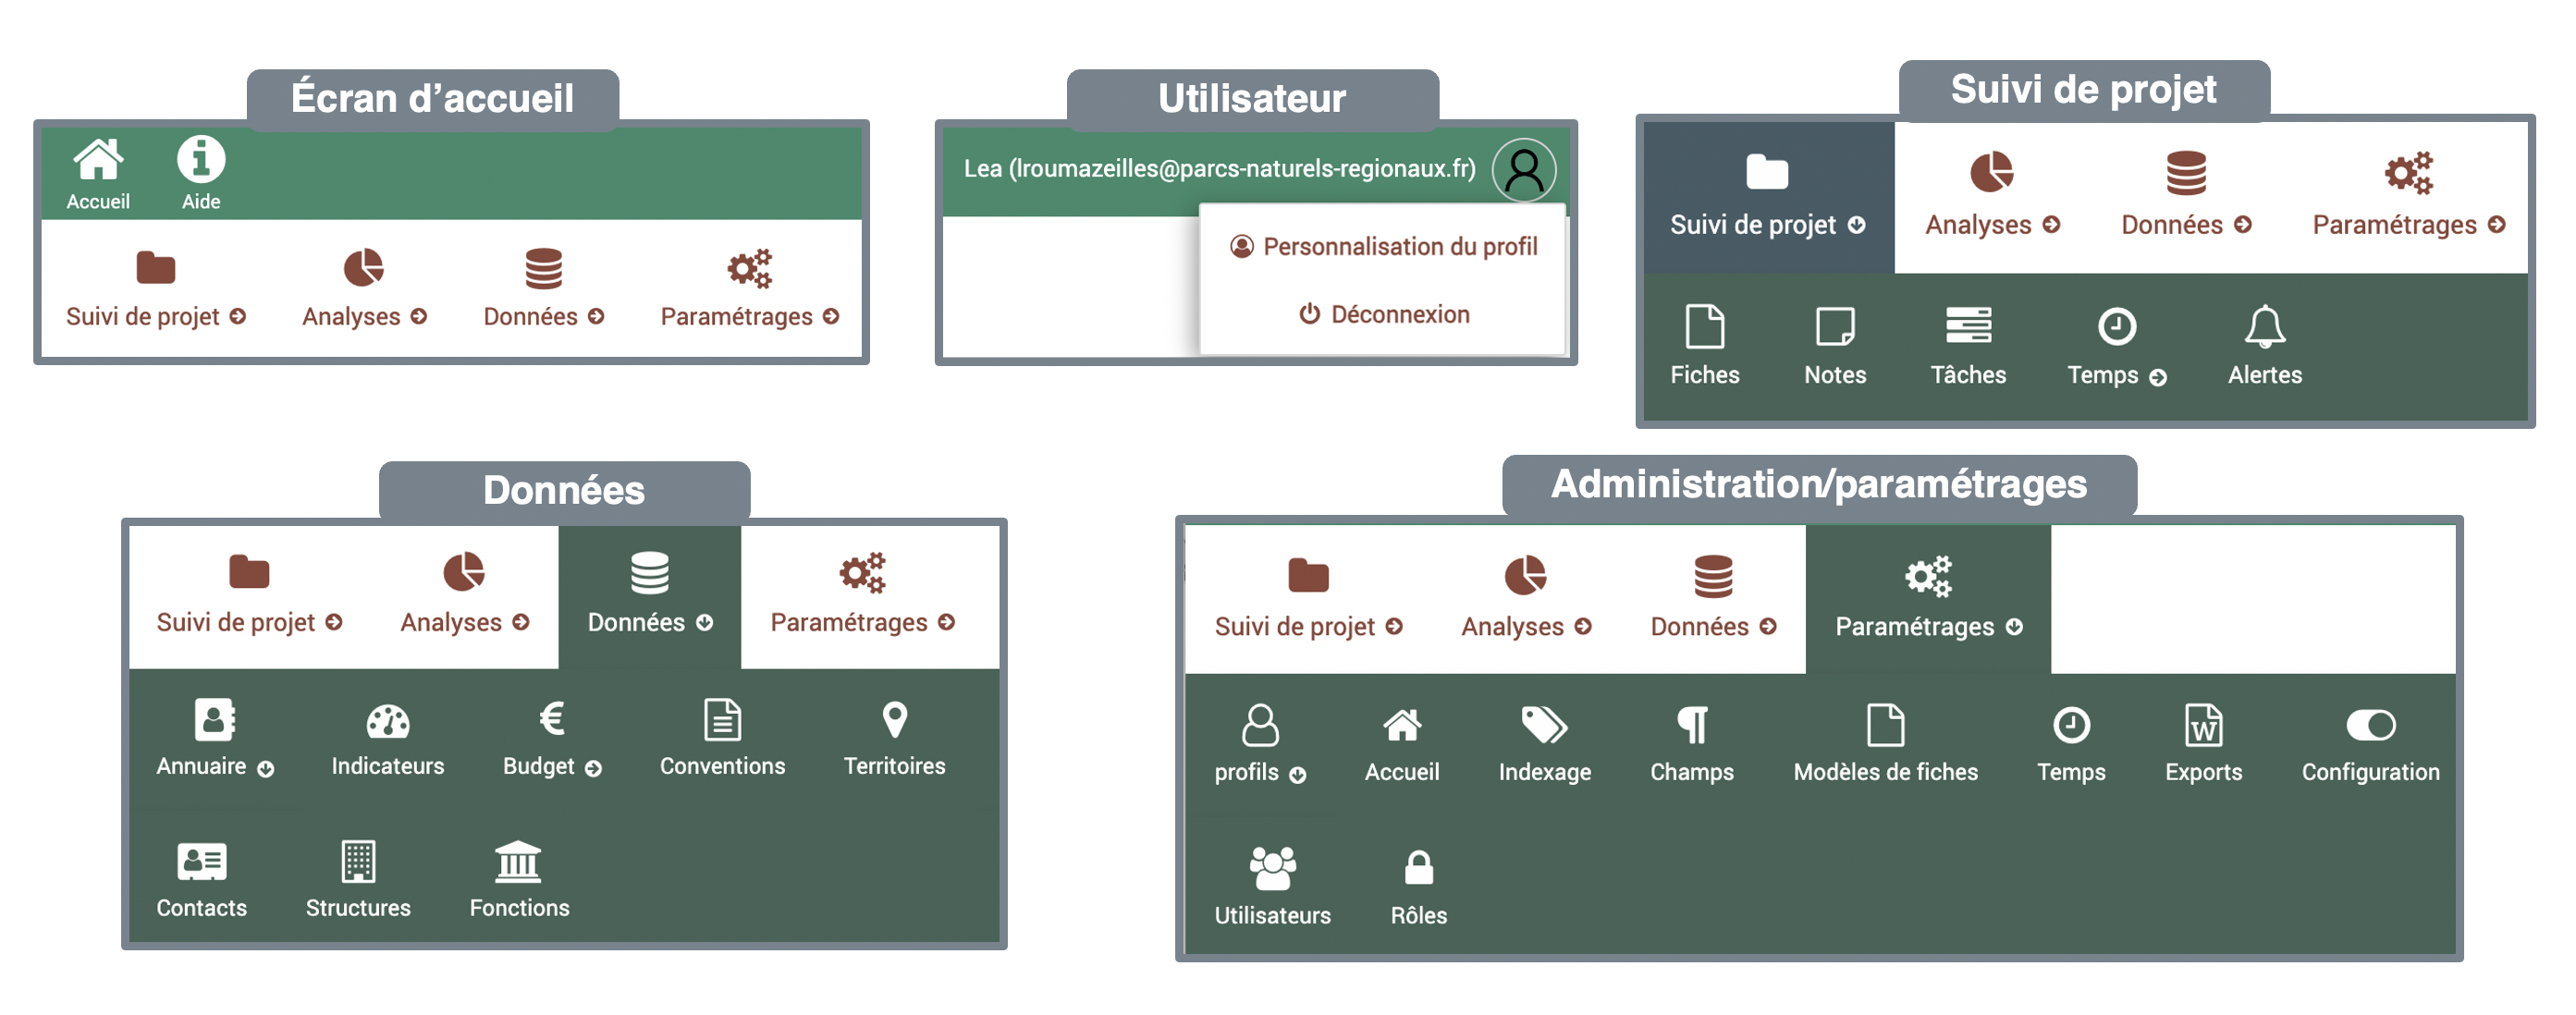 Écran d’accueil
Accueil Aide
Suivi de projet Analyses Données Paramétrages
Utilisateur
Lea (lroumazeilles@parcs-naturels-regionaux.fr)
Personnalisation du profil
Déconnexion
Suivi de projet
Suivi de projet Analyses Données Paramétrages
Fiches Notes Tâches Temps Alertes
Données
Suivi de projet Analyses Données Paramétrages
Annuaire Indicateurs € Budget Conventions Territoires
Contacts Structures Fonctions
Administration/paramétrages
Suivi de projet Analyses Données Paramétrages
profils Accueil Indexage Champs Modèles de fiches Temps Exports Configuration
Utilisateurs Rôles